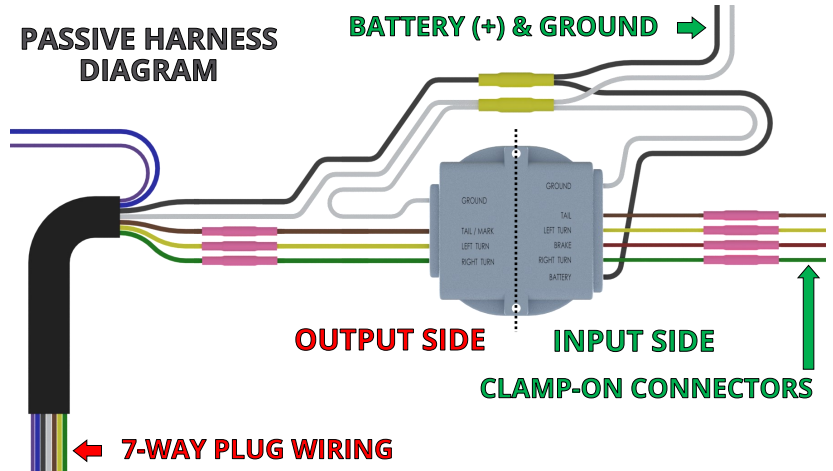 PASSIVE HARNESS
DIAGRAM
BATTERY (+) & GROUND
GROUND
TAIL / MARK
LEFT TURN
RIGHT TURN
GROUND
TAIL
LEFT TURN
BRAKE
RIGHT TURN
BATTERY
OUTPUT SIDE
INPUT SIDE
CLAMP-ON CONNECTORS
7-WAY PLUG WIRING